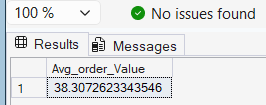 100 %
No issues found
Results
Messages
Avg_order_Value
1
38.3072623343546